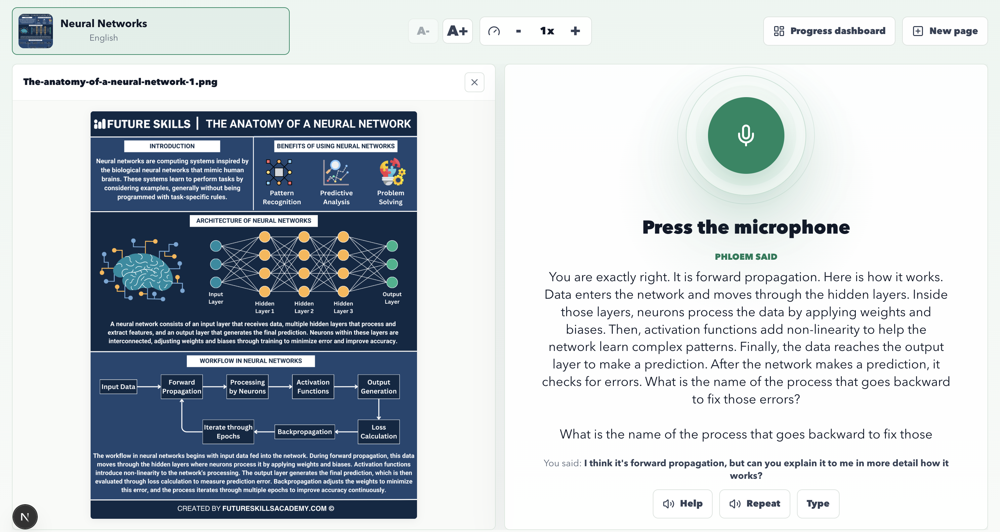 Neural Networks
English
A-
A+
- 1x +
Progress dashboard
New page
The-anatomy-of-a-neural-network-1.png
FUTURE SKILLS | THE ANATOMY OF A NEURAL NETWORK
INTRODUCTION
Neural networks are computing systems inspired by
the biological neural networks that mimic human
brains. These systems learn to perform tasks by
considering examples, generally without being
programmed with task-specific rules.
BENEFITS OF USING NEURAL NETWORKS
Pattern
Recognition
Predictive
Analysis
Problem
Solving
ARCHITECTURE OF NEURAL NETWORKS
Input
Layer
Hidden
Layer 1
Hidden
Layer 2
Hidden
Layer 3
Output
Layer
A neural network consists of an input layer that receives data, multiple hidden layers that process and
extract features, and an output layer that generates the final prediction. Neurons within these layers are
interconnected, adjusting weights and biases through training to minimize error and improve accuracy.
WORKFLOW IN NEURAL NETWORKS
Input Data
Forward
Propagation
Processing
by Neurons
Activation
Functions
Output
Generation
Loss
Calculation
Backpropagation
Iterate through
Epochs
The workflow in neural networks begins with input data fed into the network. During forward propagation, this data
moves through the hidden layers where neurons process it by applying weights and biases. Activation functions
introduce non-linearity to the network's processing. The output layer generates the final prediction, which is then
evaluated through loss calculation to measure prediction error. Backpropagation adjusts the weights to minimize
this error, and the process iterates through multiple epochs to improve accuracy continuously.
CREATED BY FUTURESKILLSACADEMY.COM ©
N
Press the microphone
PHLOEM SAID
You are exactly right. It is forward propagation. Here is how it works.
Data enters the network and moves through the hidden layers. Inside
those layers, neurons process the data by applying weights and
biases. Then, activation functions add non-linearity to help the
network learn complex patterns. Finally, the data reaches the output
layer to make a prediction. After the network makes a prediction, it
checks for errors. What is the name of the process that goes backward
to fix those errors?
What is the name of the process that goes backward to fix those
You said: I think it's forward propagation, but can you explain it to me in more detail how it
works?
Help
Repeat
Type